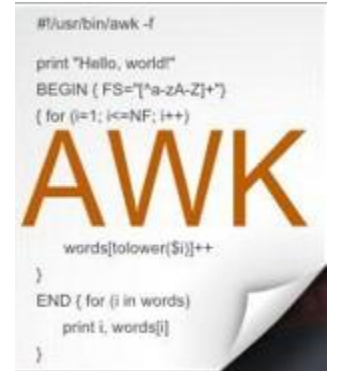 #!/usr/bin/awk -f
print "Hello, world!"
BEGIN { FS="[^a-zA-Z]+"}
{ for (i=1; i<=NF; i++)
AWK
words[tolower($i)]++
}
END { for (i in words)
print i, words[i]
}